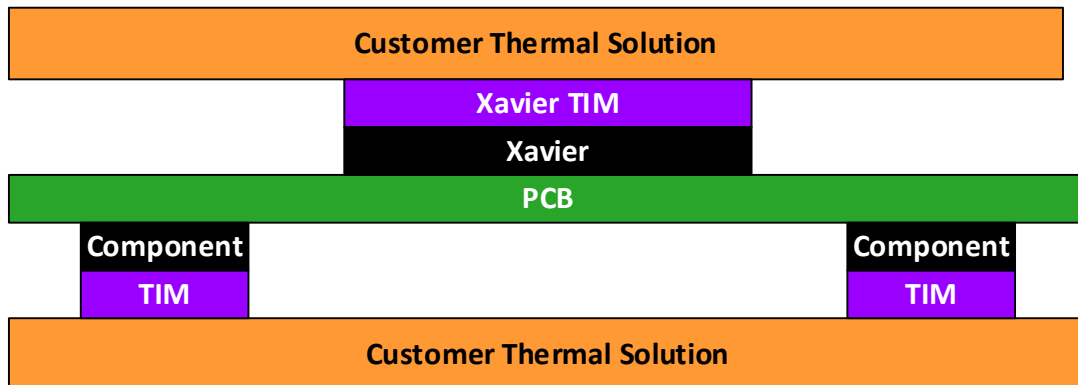 Customer Thermal Solution
Xavier TIM
Xavier
PCB
Component Component
TIM TIM
Customer Thermal Solution